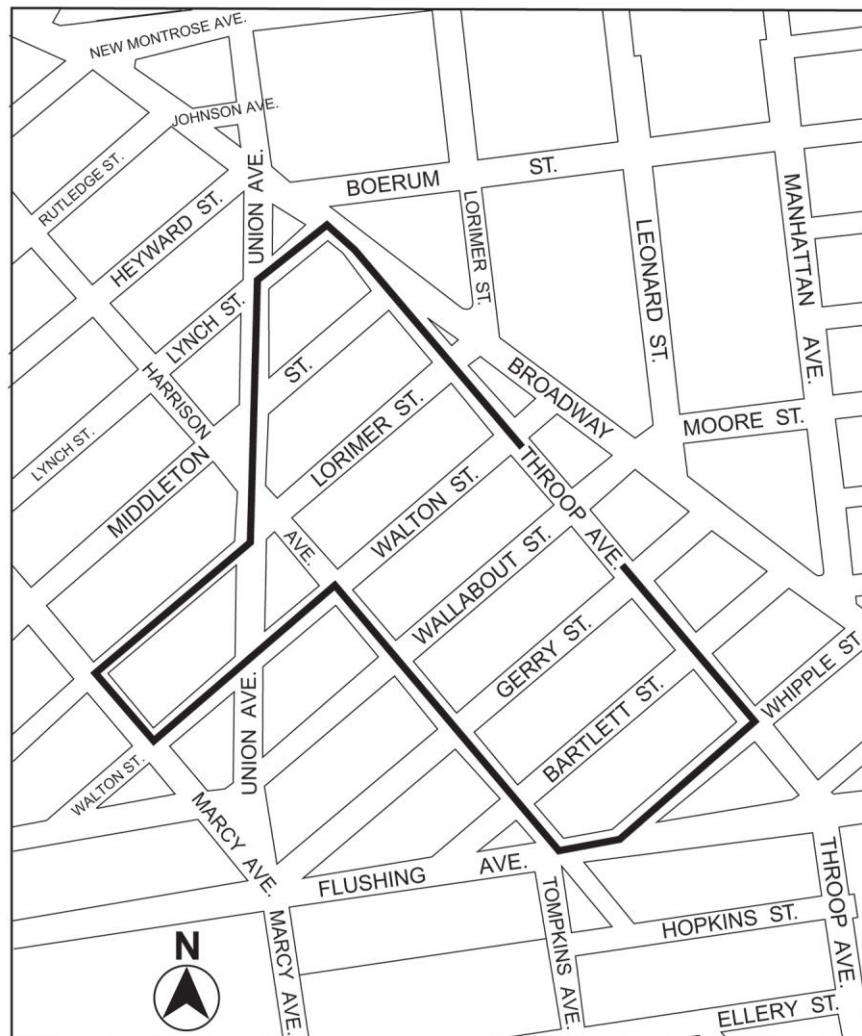 NEW MONTROSE AVE.
JOHNSON AVE.
RUTLEDGE ST.
UNION AVE.
BOERUM ST.
HEYWARD ST.
LORIMER ST.
LEONARD ST.
MANHATTAN AVE.
LYNCH ST.
HARRISON
ST.
BROADWAY
MOORE ST.
LYNCH ST.
MIDDLETON
LORIMER ST.
WALTON ST.
THROOP AVE.
AVE.
WALLABOUT ST.
GERRY ST.
WHIPPLE ST.
BARTLETT ST.
UNION AVE.
WALTON ST.
MARCY AVE.
FLUSHING AVE.
THROOP AVE.
TOMPKINS AVE.
HOPKINS ST.
MARCY AVE.
N
ELLERY ST.